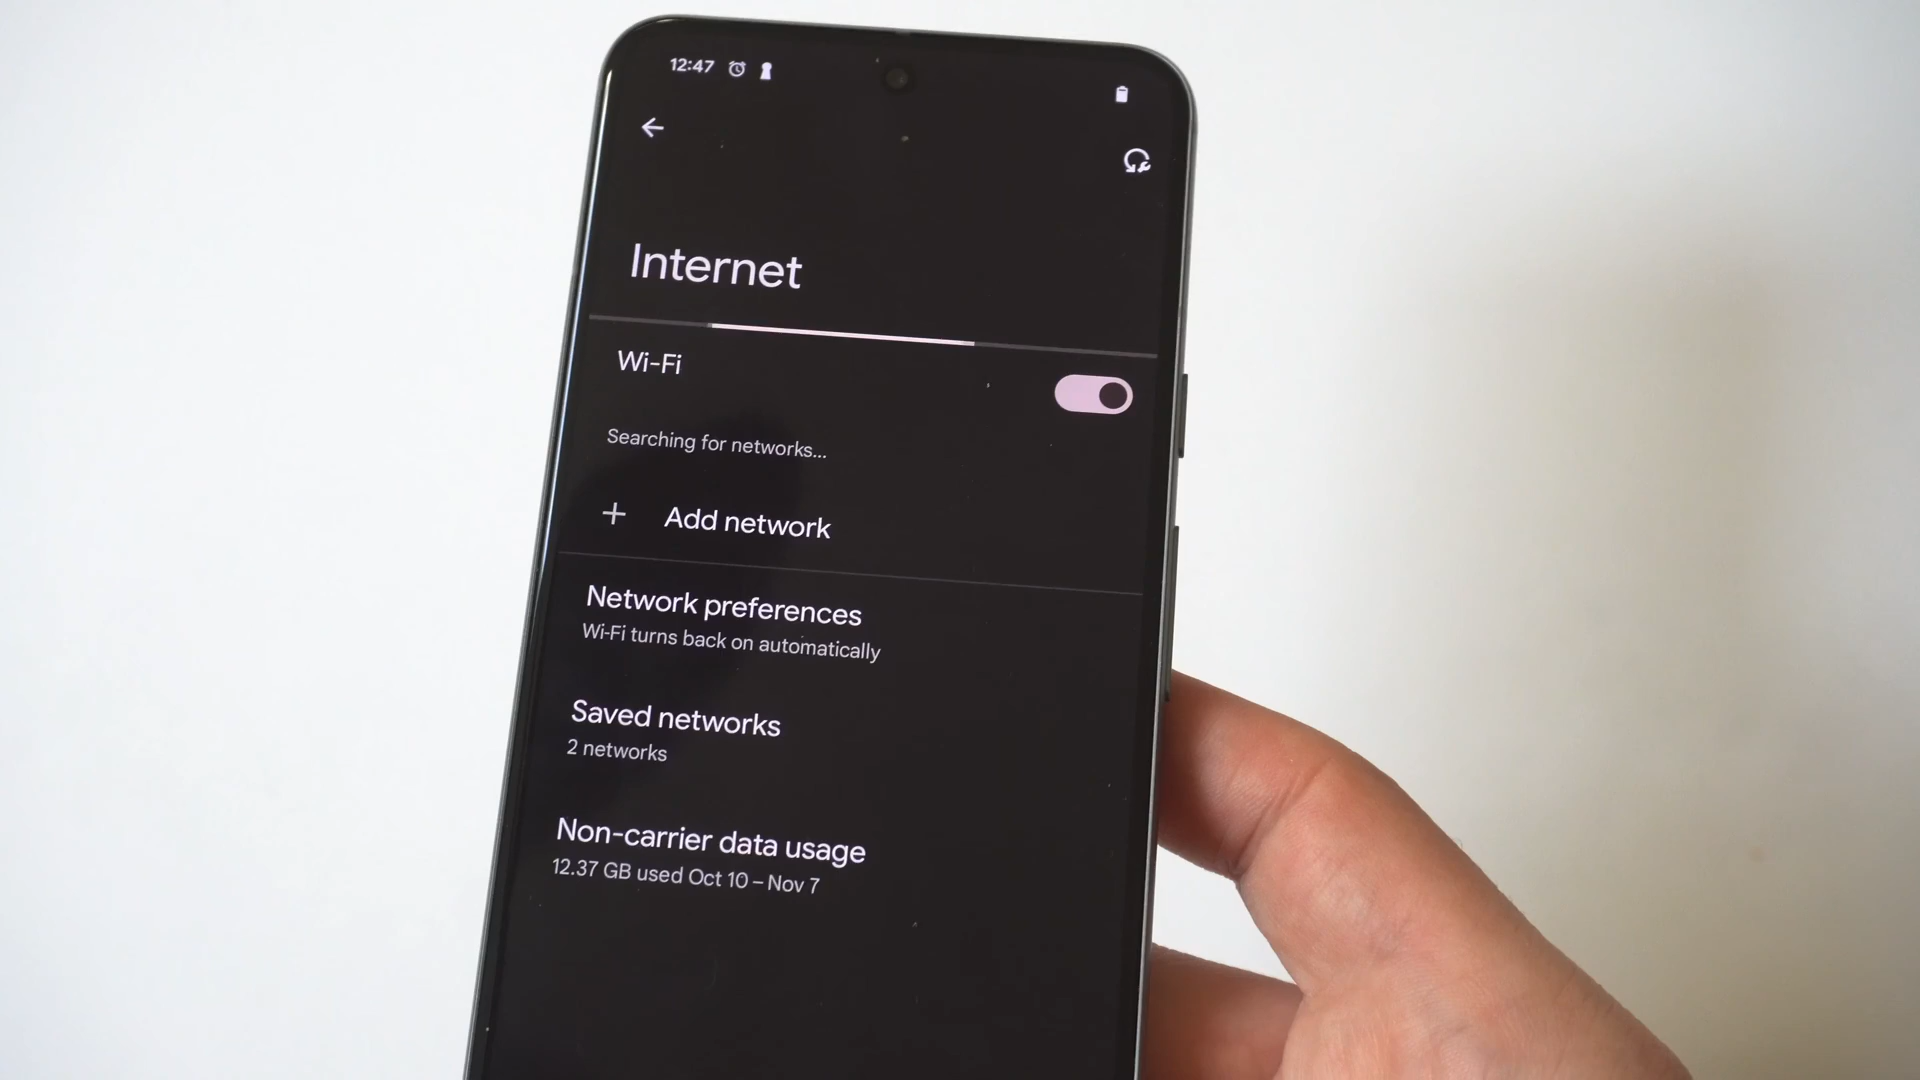 12:47
Internet
Wi-Fi
Searching for networks...
Add network
Network preferences
Wi-Fi turns back on automatically
Saved networks
2 networks
Non-carrier data usage
12.37 GB used Oct 10 – Nov 7